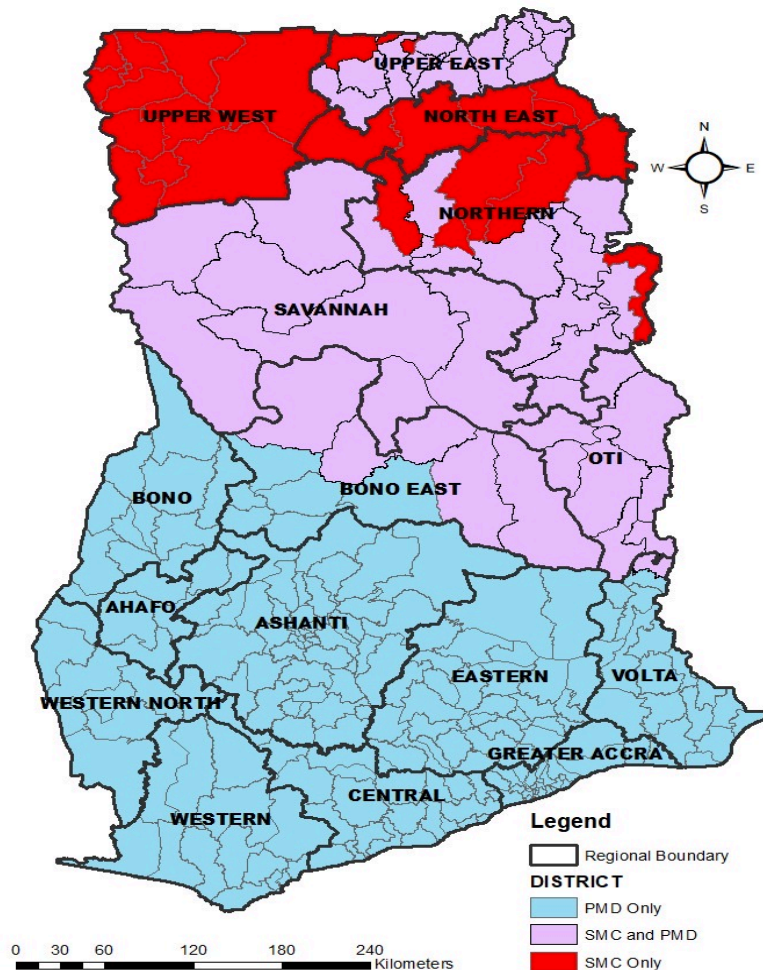 UPPER EAST
UPPER WEST
NORTH EAST
N
W E
S
NORTHERN
SAVANNAH
OTI
BONO
BONO EAST
AHAFO
ASHANTI
EASTERN
VOLTA
WESTERN NORTH
GREATER ACCRA
CENTRAL
WESTERN
Legend
Regional Boundary
DISTRICT
PMD Only
SMC and PMD
SMC Only
0 30 60 120 180 240
Kilometers